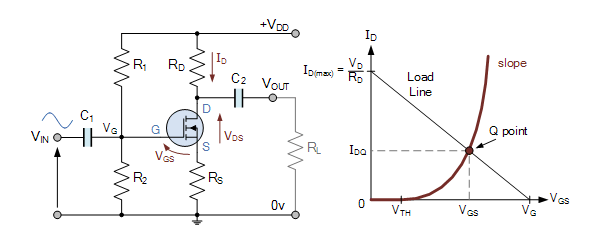 +VDD
R1
RD
ID
C2
VOUT
C1
VG
G
D
S
VIN
VGS
VDS
RL
R2
RS
0v
ID
ID(max) = VD
RD
Load
Line
slope
Q point
IDQ
0
VTH
VGS
VG
VGS